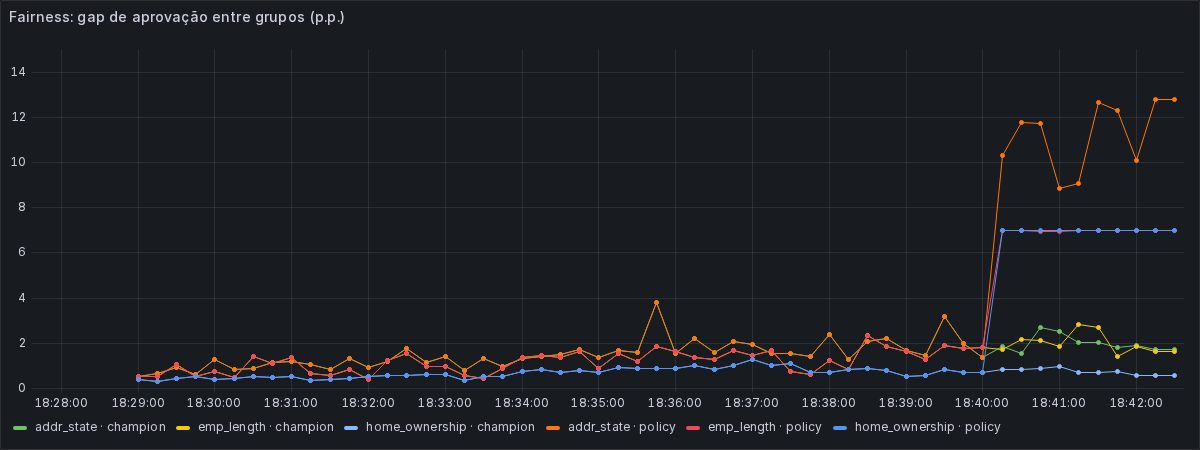 Fairness: gap de aprovação entre grupos (p.p.)
14
12
10
8
6
4
2
0
18:28:00 18:29:00 18:30:00 18:31:00 18:32:00 18:33:00 18:34:00 18:35:00 18:36:00 18:37:00 18:38:00 18:39:00 18:40:00 18:41:00 18:42:00
addr_state · champion emp_length · champion home_ownership · champion addr_state · policy emp_length · policy home_ownership · policy